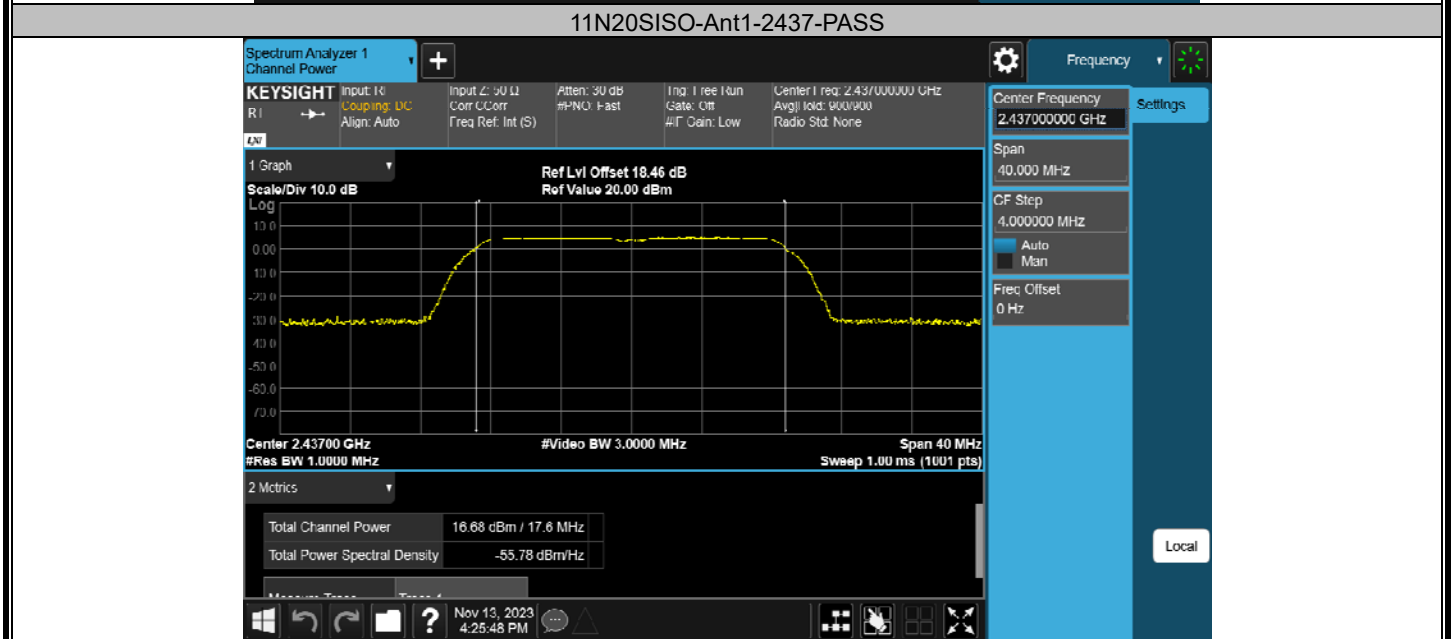 11N20SISO-Ant1-2437-PASS
Spectrum Analyzer 1
Channel Power
Frequency
KEYSIGHT
Input: RF
Coupling: DC
Align: Auto
Input Z: 50 Ω
Corr CCorr
Freq Ref: Int (S)
Atten: 30 dB
#PNO: Fast
Trig: Free Run
Gate: Off
#IF Gain: Low
Center Freq: 2.437000000 GHz
Avg|Hold: 900/900
Radio Std: None
Center Frequency
2.437000000 GHz
Settings
Span
40.000 MHz
CF Step
4.000000 MHz
Auto
Man
Freq Offset
0 Hz
1 Graph
Scale/Div 10.0 dB
Ref Lvl Offset 18.46 dB
Ref Value 20.00 dBm
Log
10.0
0.00
-10.0
-20.0
-30.0
-40.0
-50.0
-60.0
-70.0
Center 2.43700 GHz
#Video BW 3.0000 MHz
Span 40 MHz
#Res BW 1.0000 MHz
Sweep 1.00 ms (1001 pts)
2 Metrics
Total Channel Power 16.68 dBm / 17.6 MHz
Total Power Spectral Density -55.78 dBm/Hz
Local
Nov 13, 2023
4:25:48 PM